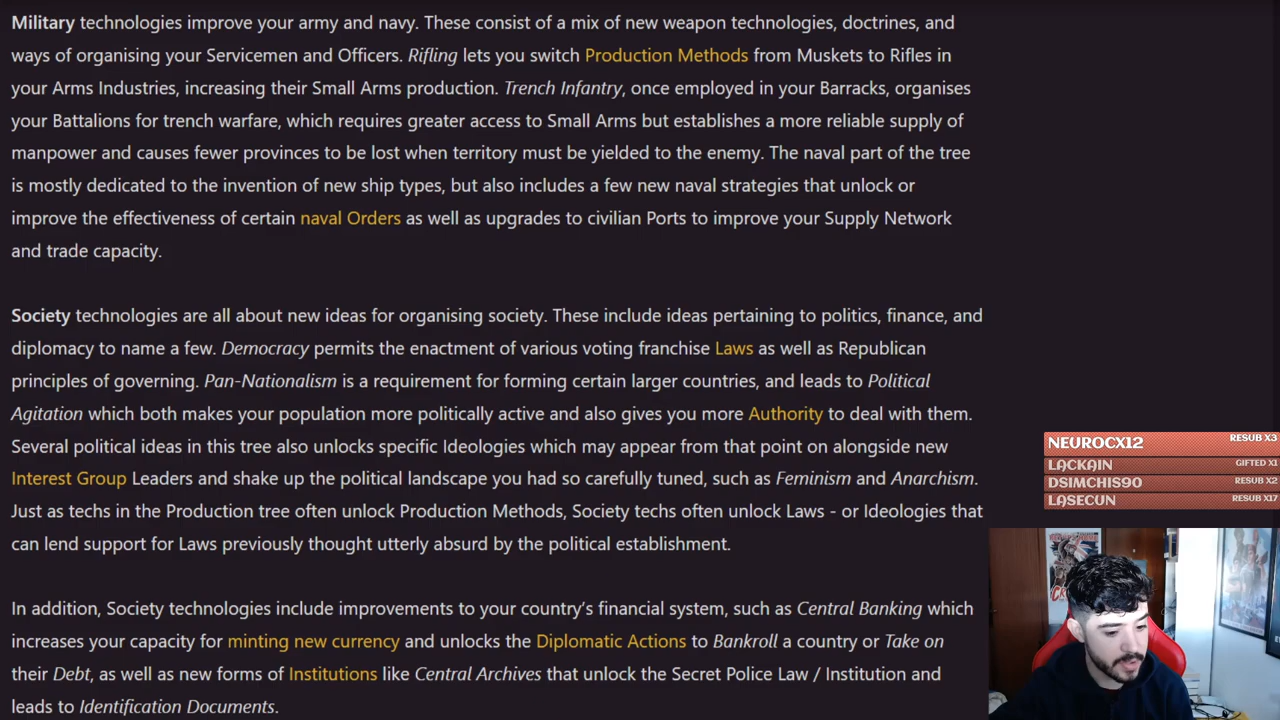 Military technologies improve your army and navy. These consist of a mix of new weapon technologies, doctrines, and
ways of organising your Servicemen and Officers. Rifling lets you switch Production Methods from Muskets to Rifles in
your Arms Industries, increasing their Small Arms production. Trench Infantry, once employed in your Barracks, organises
your Battalions for trench warfare, which requires greater access to Small Arms but establishes a more reliable supply of
manpower and causes fewer provinces to be lost when territory must be yielded to the enemy. The naval part of the tree
is mostly dedicated to the invention of new ship types, but also includes a few new naval strategies that unlock or
improve the effectiveness of certain naval Orders as well as upgrades to civilian Ports to improve your Supply Network
and trade capacity.
Society technologies are all about new ideas for organising society. These include ideas pertaining to politics, finance, and
diplomacy to name a few. Democracy permits the enactment of various voting franchise Laws as well as Republican
principles of governing. Pan-Nationalism is a requirement for forming certain larger countries, and leads to Political
Agitation which both makes your population more politically active and also gives you more Authority to deal with them.
Several political ideas in this tree also unlocks specific Ideologies which may appear from that point on alongside new
Interest Group Leaders and shake up the political landscape you had so carefully tuned, such as Feminism and Anarchism.
Just as techs in the Production tree often unlock Production Methods, Society techs often unlock Laws - or Ideologies that
can lend support for Laws previously thought utterly absurd by the political establishment.
In addition, Society technologies include improvements to your country's financial system, such as Central Banking which
increases your capacity for minting new currency and unlocks the Diplomatic Actions to Bankroll a country or Take on
their Debt, as well as new forms of Institutions like Central Archives that unlock the Secret Police Law / Institution and
leads to Identification Documents.
NEUROCX12 RESUB X3
LACKAIN GIFTED X1
DSIMCHIS90 RESUB X2
LASECUN RESUB X17